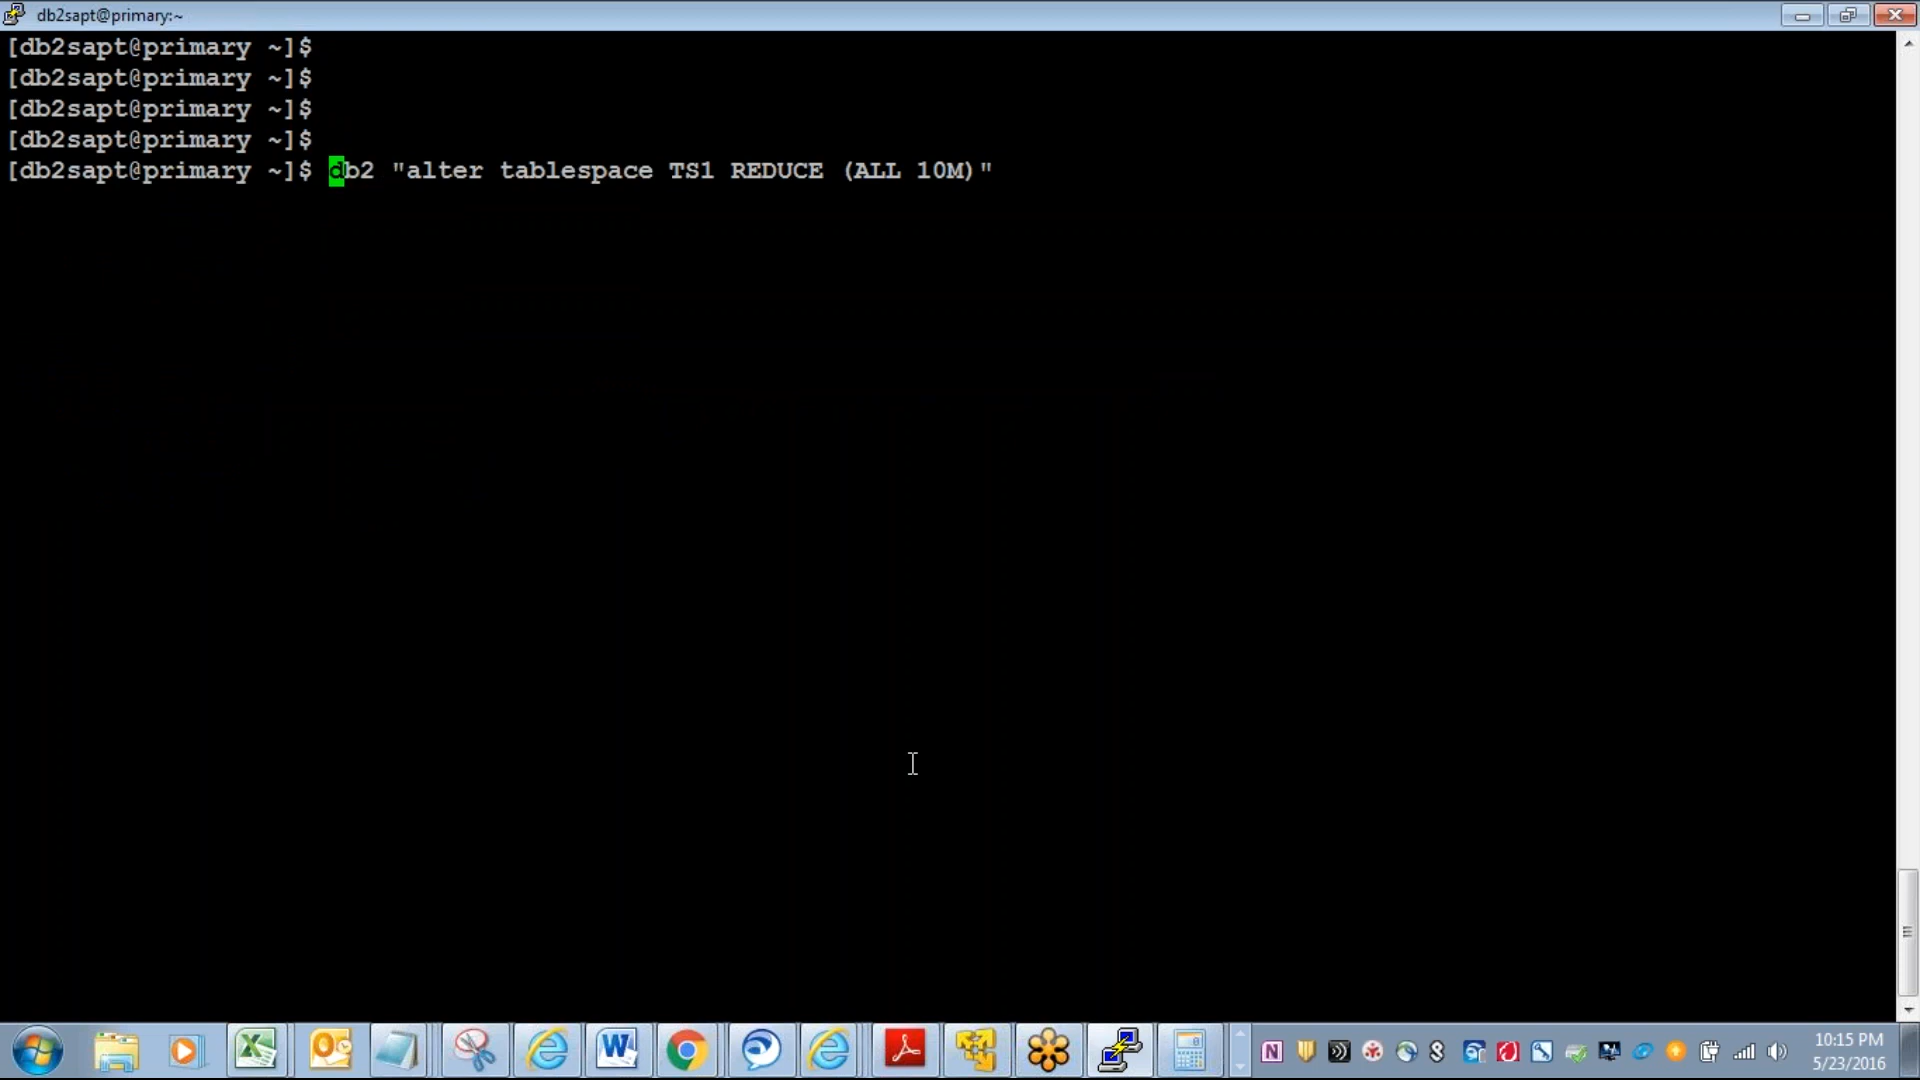 db2sapt@primary:~
[db2sapt@primary ~]$
[db2sapt@primary ~]$
[db2sapt@primary ~]$
[db2sapt@primary ~]$
[db2sapt@primary ~]$ db2 "alter tablespace TS1 REDUCE (ALL 10M)"
10:15 PM
5/23/2016